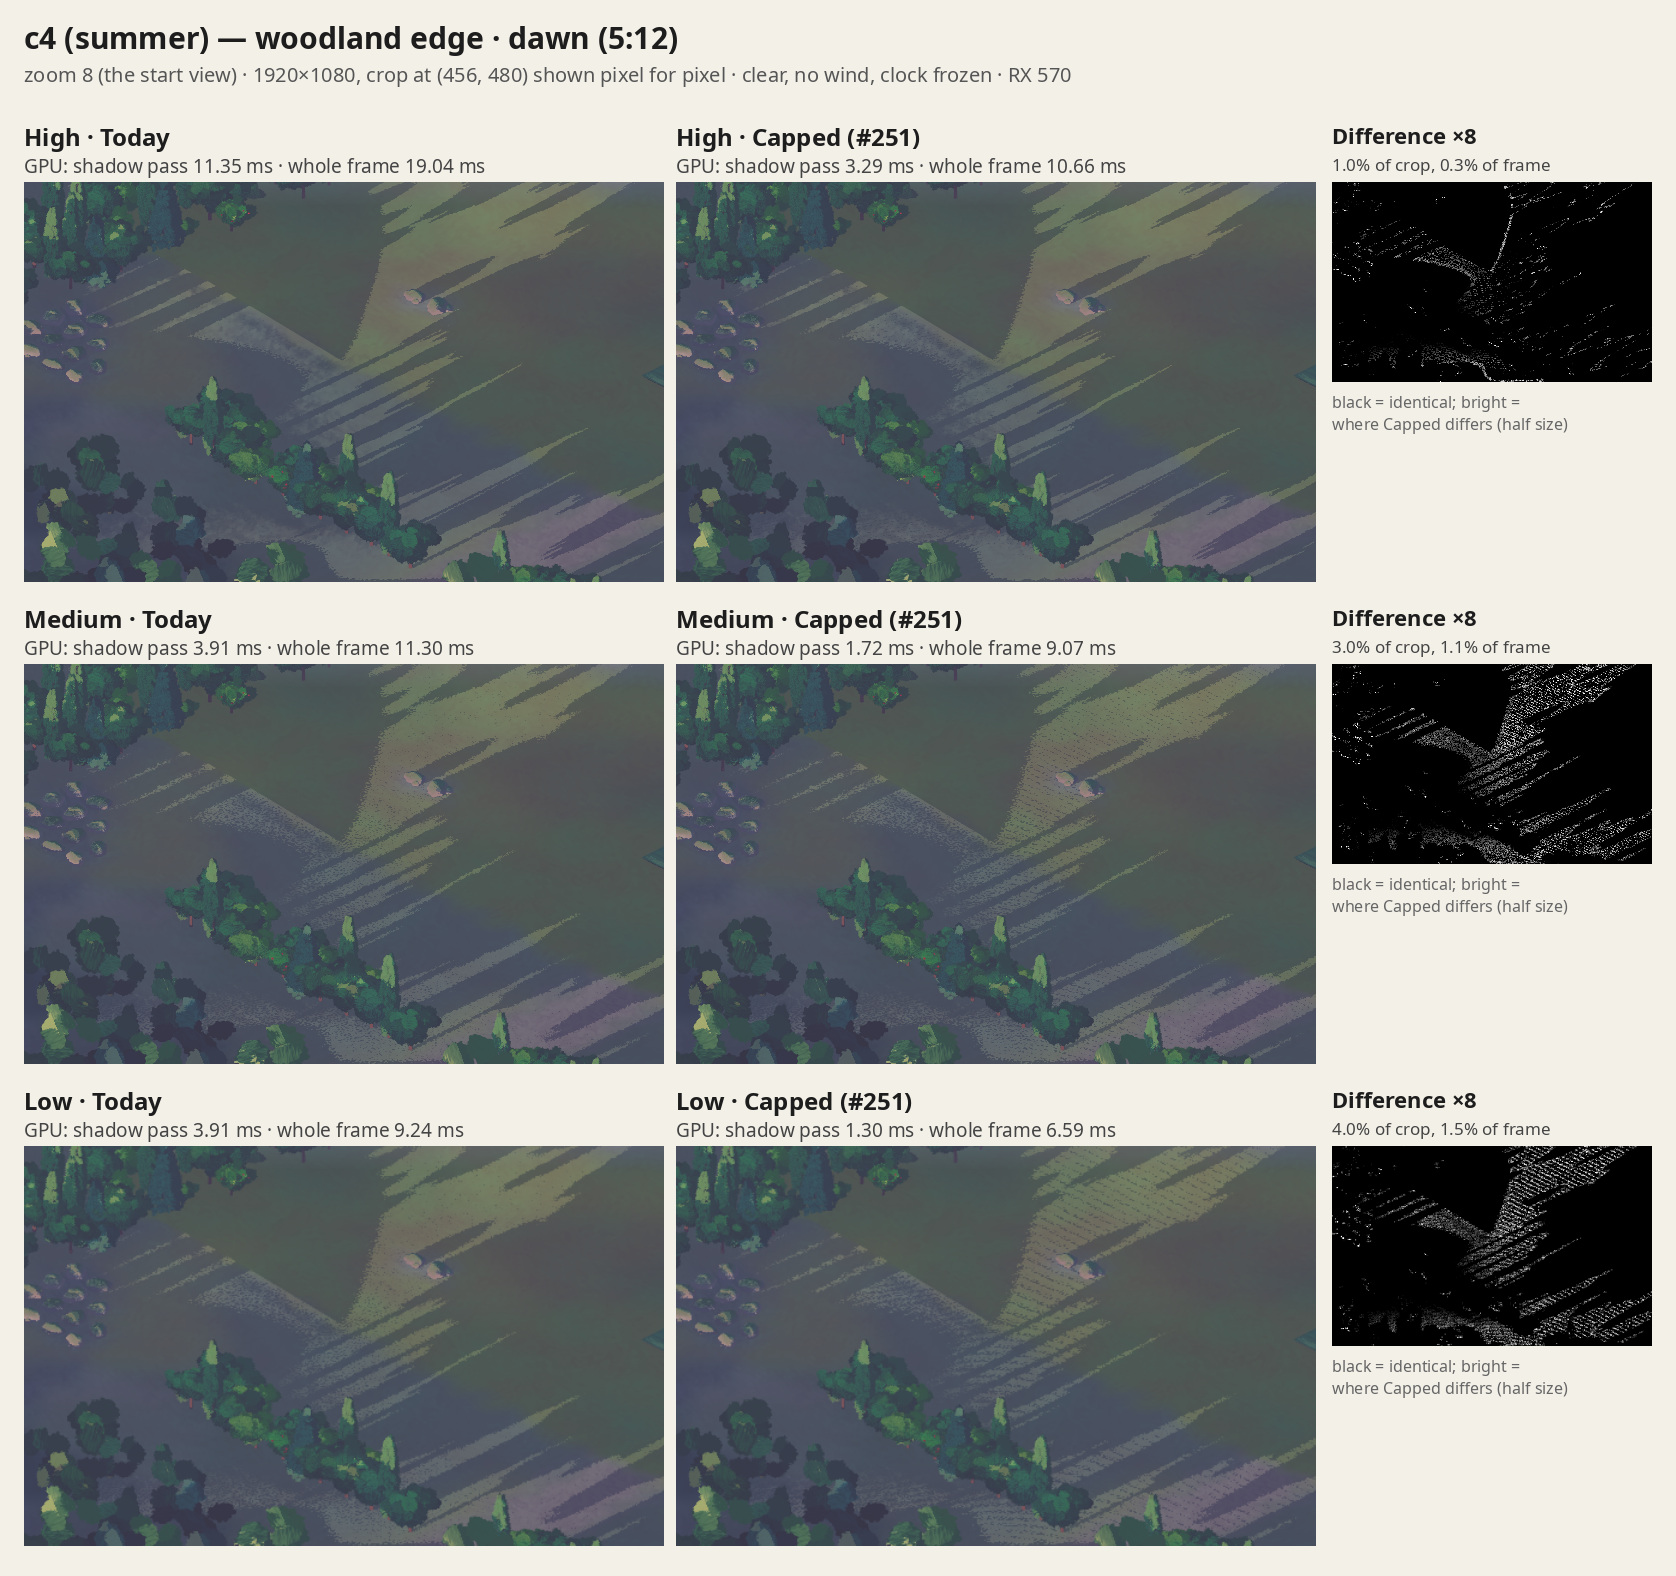 c4 (summer) — woodland edge · dawn (5:12)
zoom 8 (the start view) · 1920×1080, crop at (456, 480) shown pixel for pixel · clear, no wind, clock frozen · RX 570
High · Today
GPU: shadow pass 11.35 ms · whole frame 19.04 ms
High · Capped (#251)
GPU: shadow pass 3.29 ms · whole frame 10.66 ms
Difference ×8
1.0% of crop, 0.3% of frame
black = identical; bright =
where Capped differs (half size)
Medium · Today
GPU: shadow pass 3.91 ms · whole frame 11.30 ms
Medium · Capped (#251)
GPU: shadow pass 1.72 ms · whole frame 9.07 ms
Difference ×8
3.0% of crop, 1.1% of frame
black = identical; bright =
where Capped differs (half size)
Low · Today
GPU: shadow pass 3.91 ms · whole frame 9.24 ms
Low · Capped (#251)
GPU: shadow pass 1.30 ms · whole frame 6.59 ms
Difference ×8
4.0% of crop, 1.5% of frame
black = identical; bright =
where Capped differs (half size)